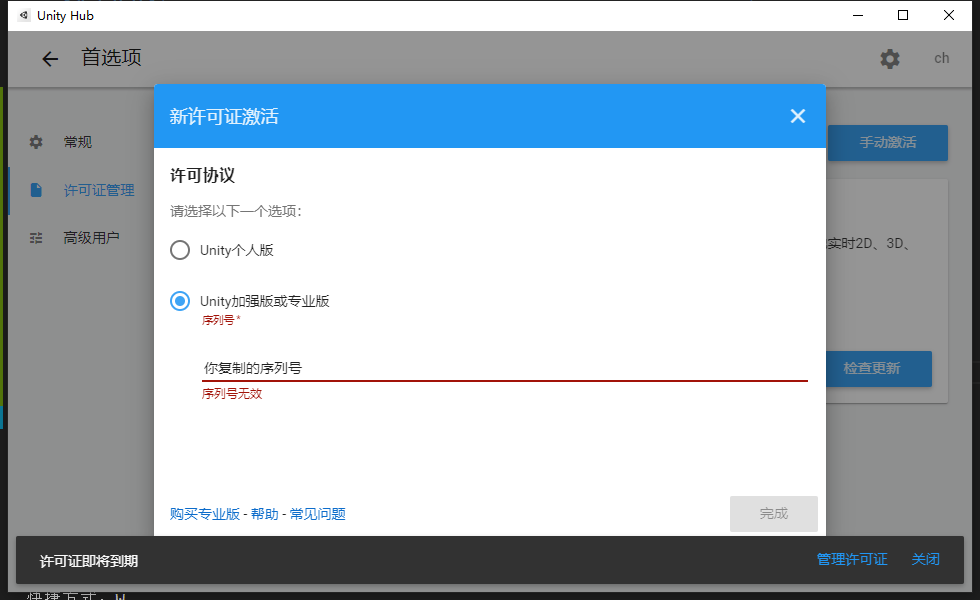 Unity Hub
首选项
ch
常规
许可证管理
高级用户
手动激活
实时2D、3D、
检查更新
新许可证激活
许可协议
请选择以下一个选项:
Unity个人版
Unity加强版或专业版
序列号*
你复制的序列号
序列号无效
购买专业版 - 帮助 - 常见问题
完成
许可证即将到期
管理许可证
关闭